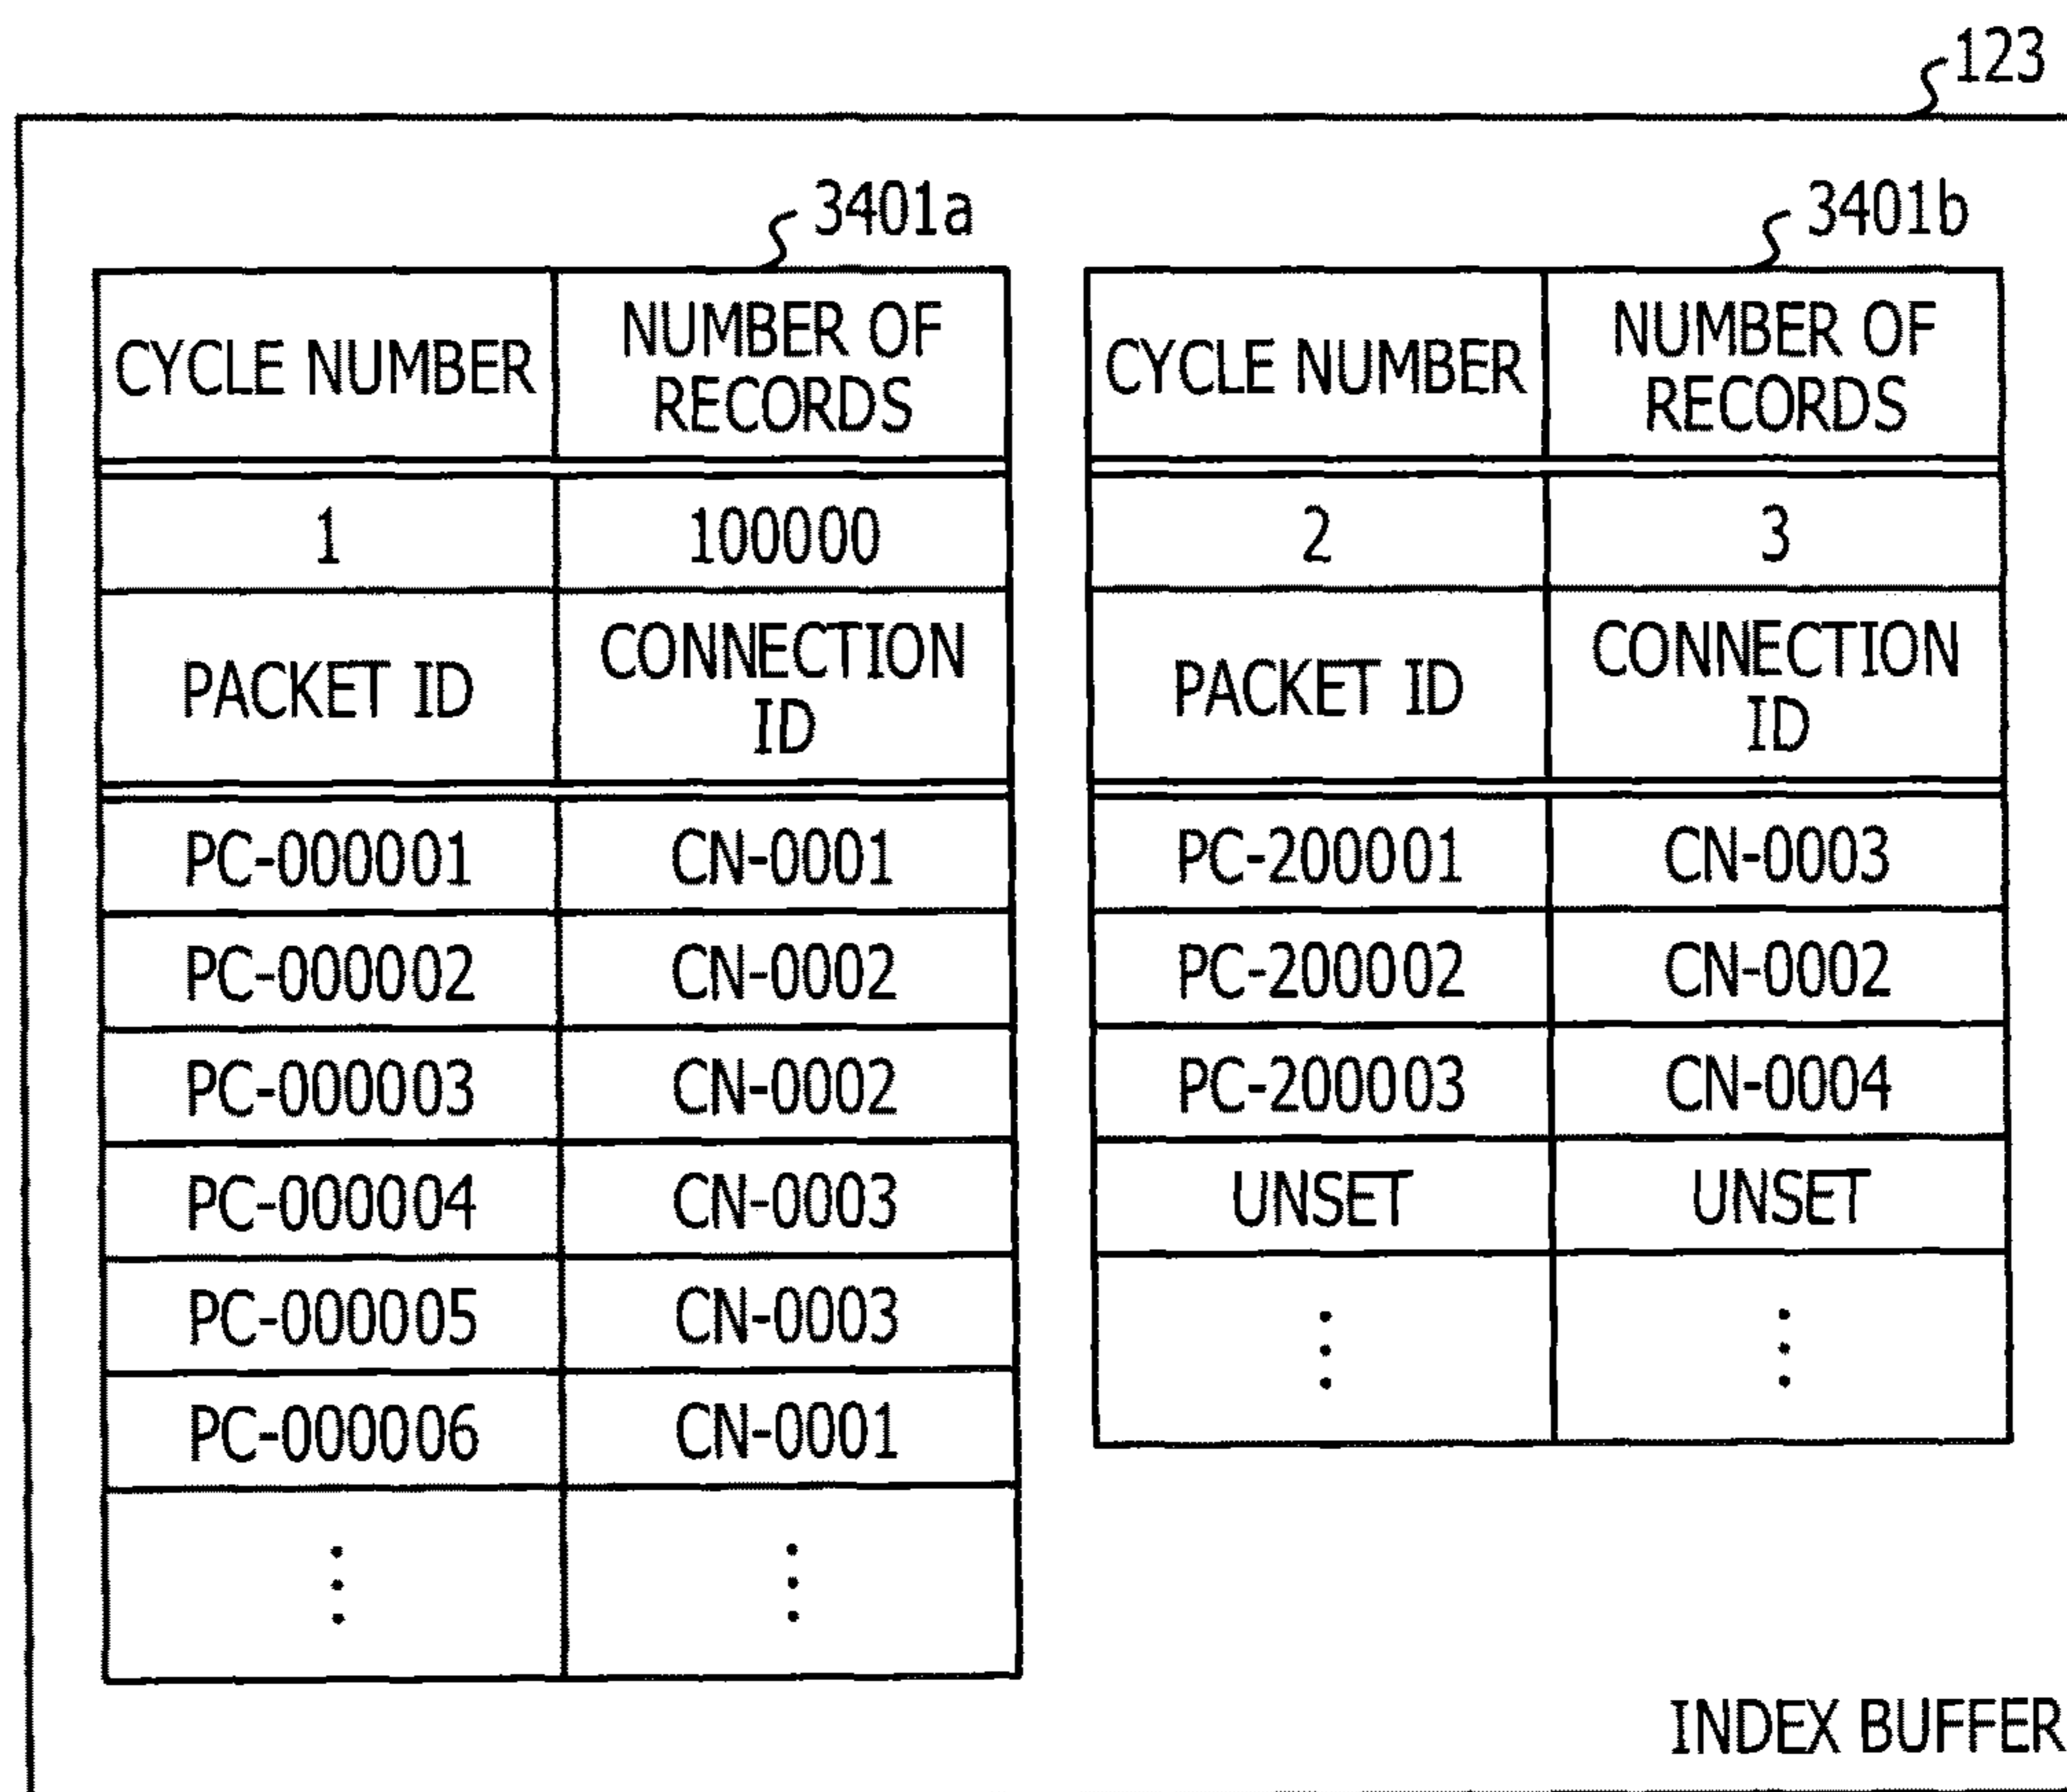 123
3401a
CYCLE NUMBER
NUMBER OF
RECORDS
1
100000
PACKET ID
CONNECTION
ID
PC-000001
CN-0001
PC-000002
CN-0002
PC-000003
CN-0002
PC-000004
CN-0003
PC-000005
CN-0003
PC-000006
CN-0001
3401b
CYCLE NUMBER
NUMBER OF
RECORDS
2
3
PACKET ID
CONNECTION
ID
PC-200001
CN-0003
PC-200002
CN-0002
PC-200003
CN-0004
UNSET
UNSET
INDEX BUFFER